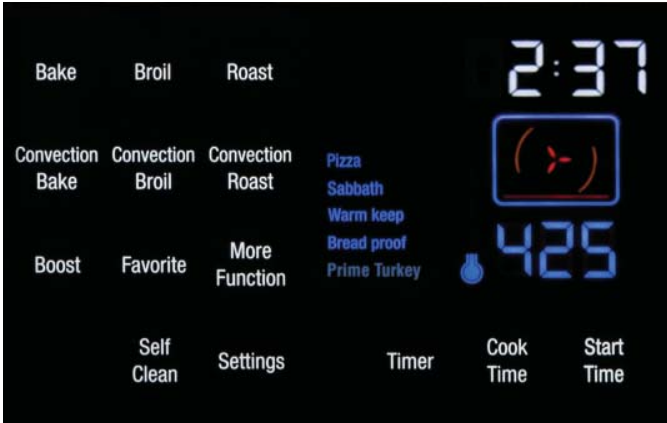 2:37
Bake
Broil
Roast
Convection
Bake
Convection
Broil
Convection
Roast
Pizza
Sabbath
Warm keep
Bread proof
Prime Turkey
425
Boost
Favorite
More
Function
Self
Clean
Settings
Timer
Cook
Time
Start
Time